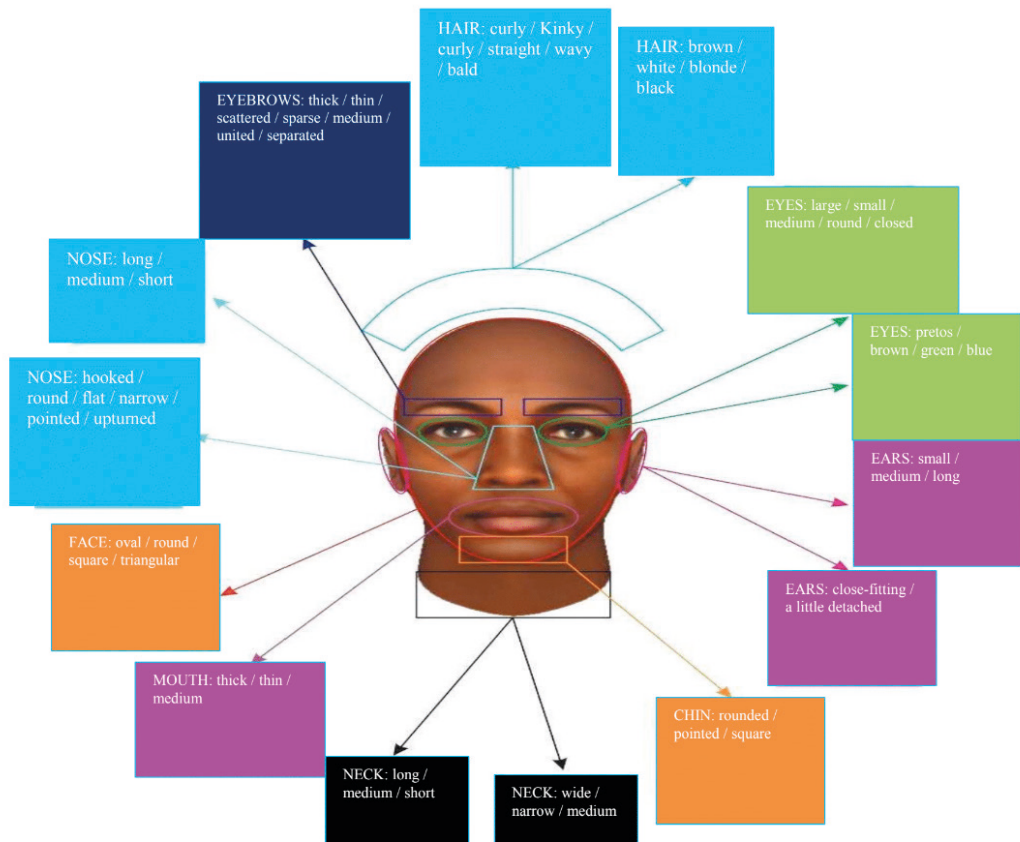 HAIR: curly / Kinky /
curly / straight / wavy
/ bald
HAIR: brown /
white / blonde /
black
EYEBROWS: thick / thin /
scattered / sparse / medium /
united / separated
EYES: large / small /
medium / round / closed
NOSE: long /
/ medium / short
EYES: pretos /
brown / green / blue
NOSE: hooked /
round / flat / narrow /
pointed / upturned
EARS: small /
medium / long
FACE: oval / round /
square / triangular
EARS: close-fitting /
a little detached
MOUTH: thick / thin /
medium
CHIN: rounded /
pointed / square
NECK: long /
medium / short
NECK: wide /
narrow / medium